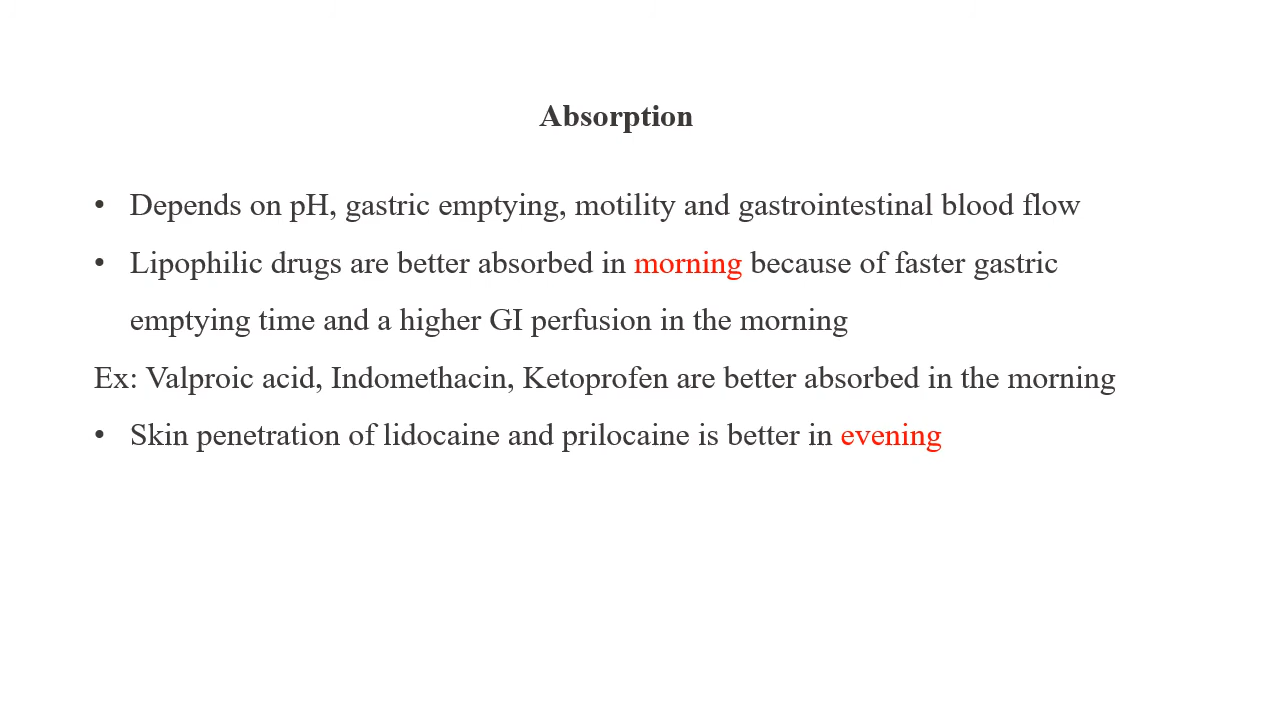 Absorption
• Depends on pH, gastric emptying, motility and gastrointestinal blood flow
• Lipophilic drugs are better absorbed in morning because of faster gastric
emptying time and a higher GI perfusion in the morning
Ex: Valproic acid, Indomethacin, Ketoprofen are better absorbed in the morning
• Skin penetration of lidocaine and prilocaine is better in evening